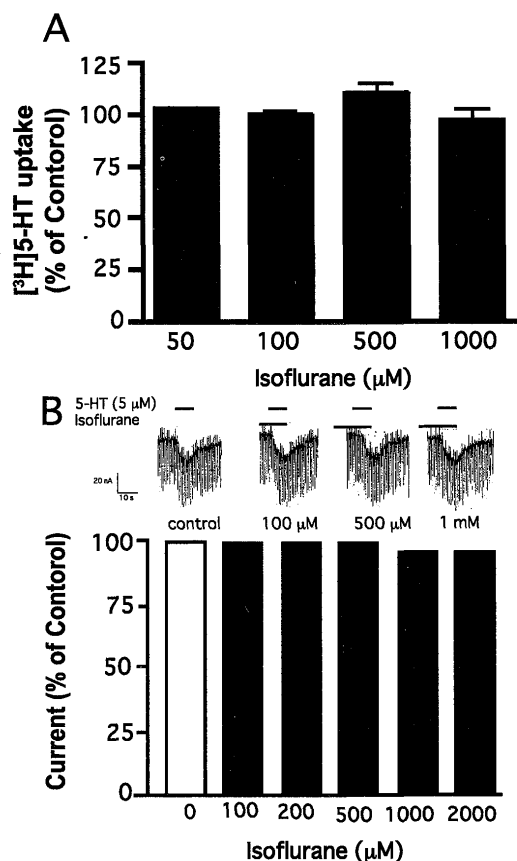 A
125
100
75
50
25
0
[³H]5-HT uptake
(% of Contorol)
50 100 500 1000
Isoflurane (μM)
B
5-HT (5 μM)
Isoflurane
20 nA
10 s
control 100 μM 500 μM 1 mM
100
75
50
25
0
Current (% of Contorol)
0 100 200 500 1000 2000
Isoflurane (μM)